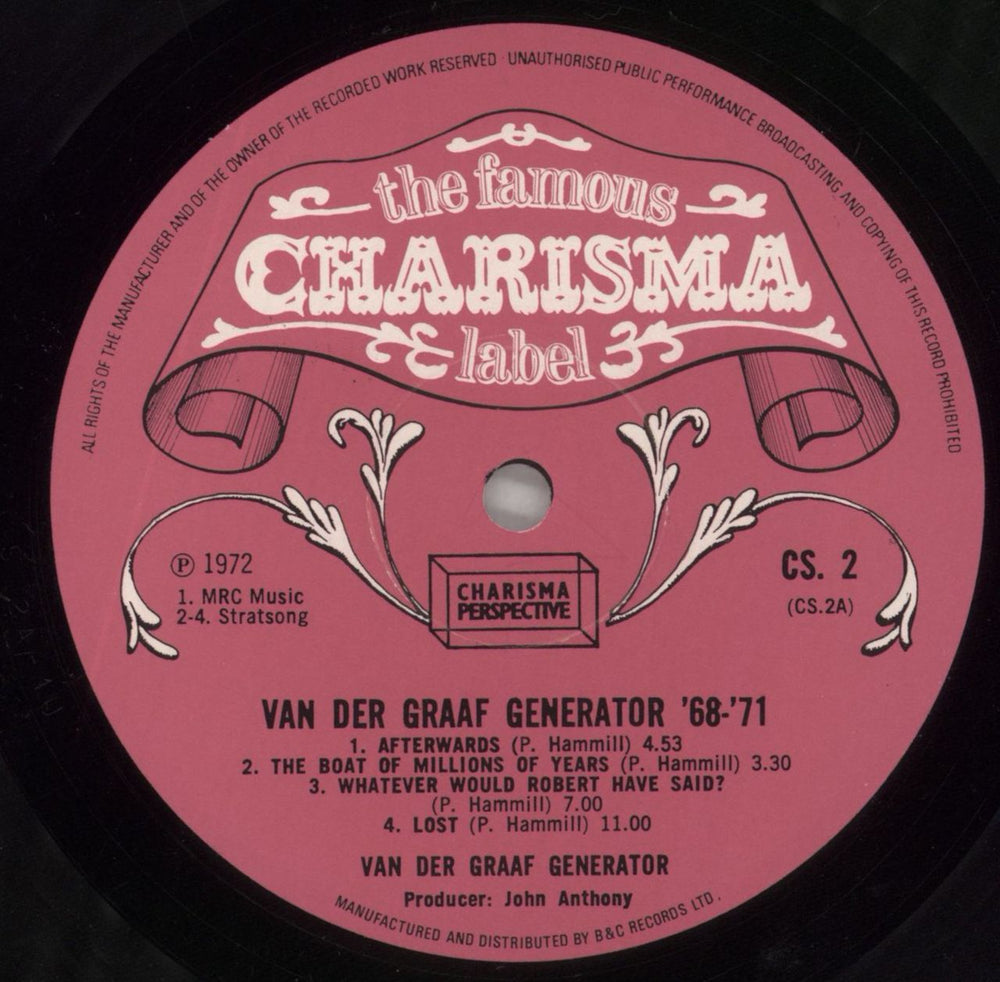 ALL RIGHTS OF THE MANUFACTURER AND OF THE OWNER OF THE RECORDED WORK RESERVED · UNAUTHORISED PUBLIC PERFORMANCE BROADCASTING AND COPYING OF THIS RECORD PROHIBITED
the famous
CHARISMA
label
℗ 1972
1. MRC Music
2-4. Stratsong
CHARISMA
PERSPECTIVE
CS. 2
(CS.2A)
VAN DER GRAAF GENERATOR '68-'71
1. AFTERWARDS (P. Hammill) 4.53
2. THE BOAT OF MILLIONS OF YEARS (P. Hammill) 3.30
3. WHATEVER WOULD ROBERT HAVE SAID?
(P. Hammill) 7.00
4. LOST (P. Hammill) 11.00
VAN DER GRAAF GENERATOR
Producer: John Anthony
MANUFACTURED AND DISTRIBUTED BY B&C RECORDS LTD.